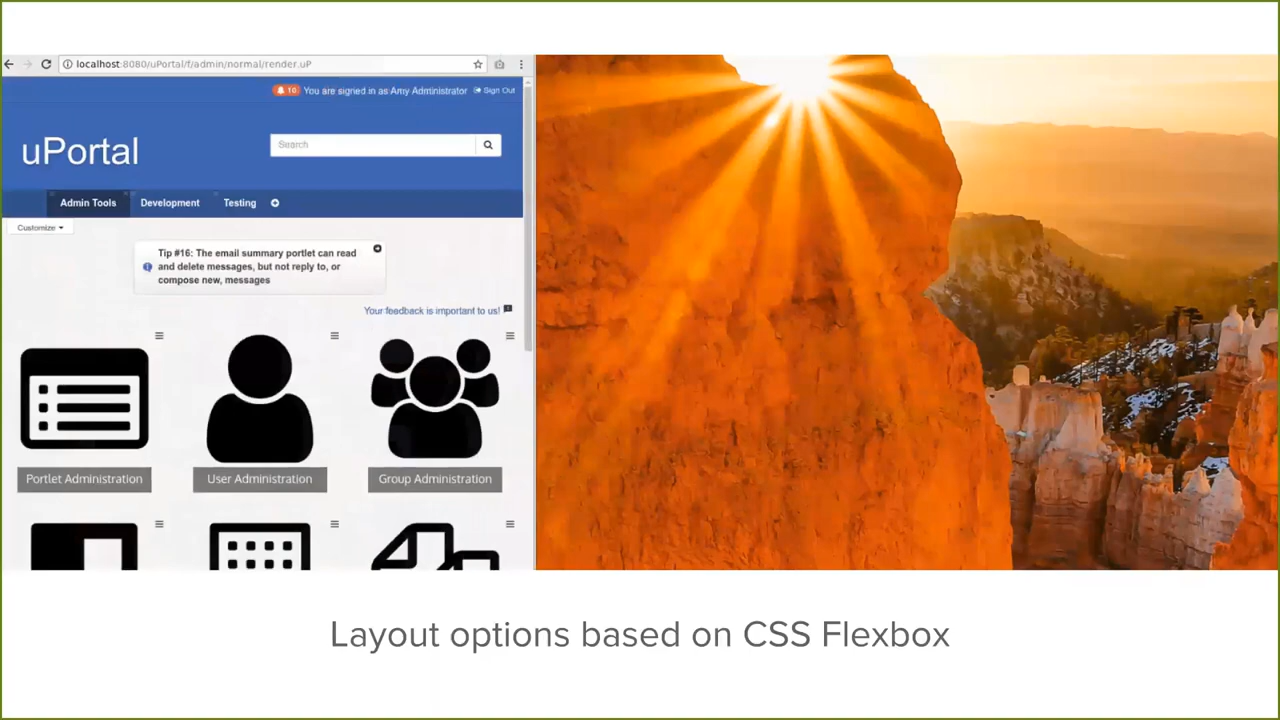 localhost:8080/uPortal/f/admin/normal/render.uP
10 You are signed in as Amy Administrator Sign Out
uPortal
Search
Admin Tools Development Testing
Customize
Tip #16: The email summary portlet can read
and delete messages, but not reply to, or
compose new, messages
Your feedback is important to us!
Portlet Administration User Administration Group Administration
Layout options based on CSS Flexbox